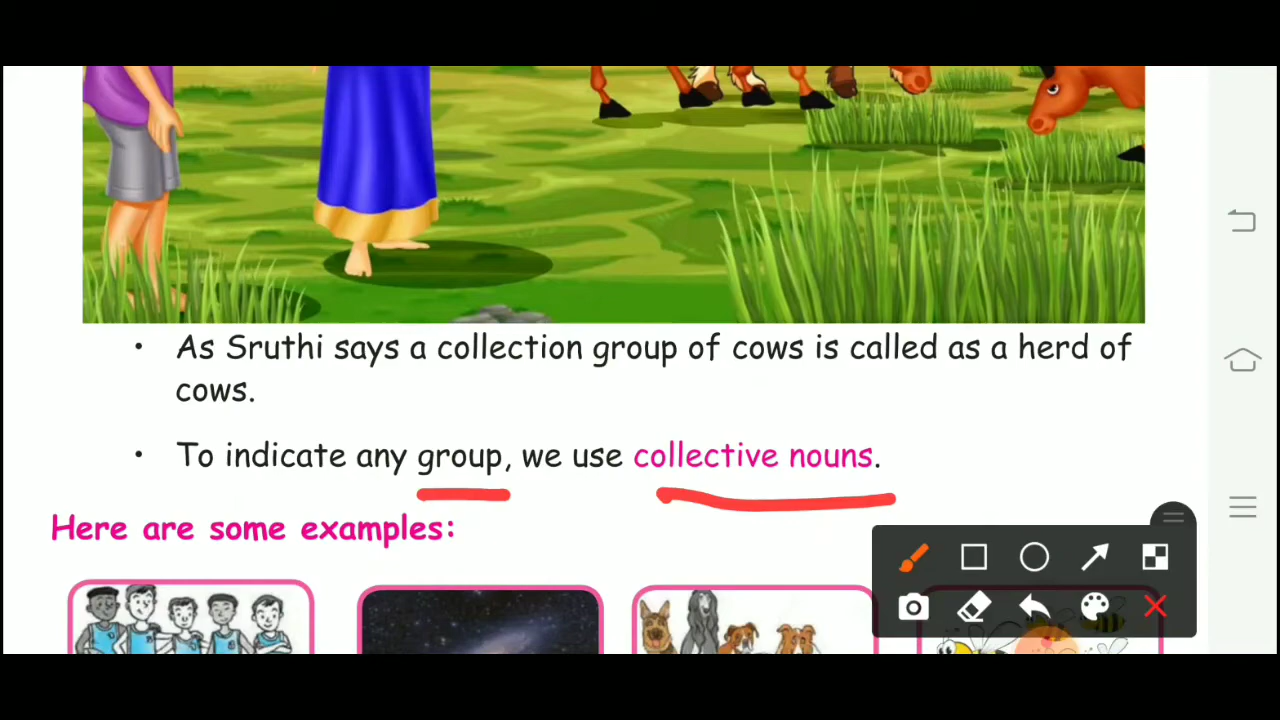 • As Sruthi says a collection group of cows is called as a herd of
cows.
• To indicate any group, we use collective nouns.
Here are some examples: